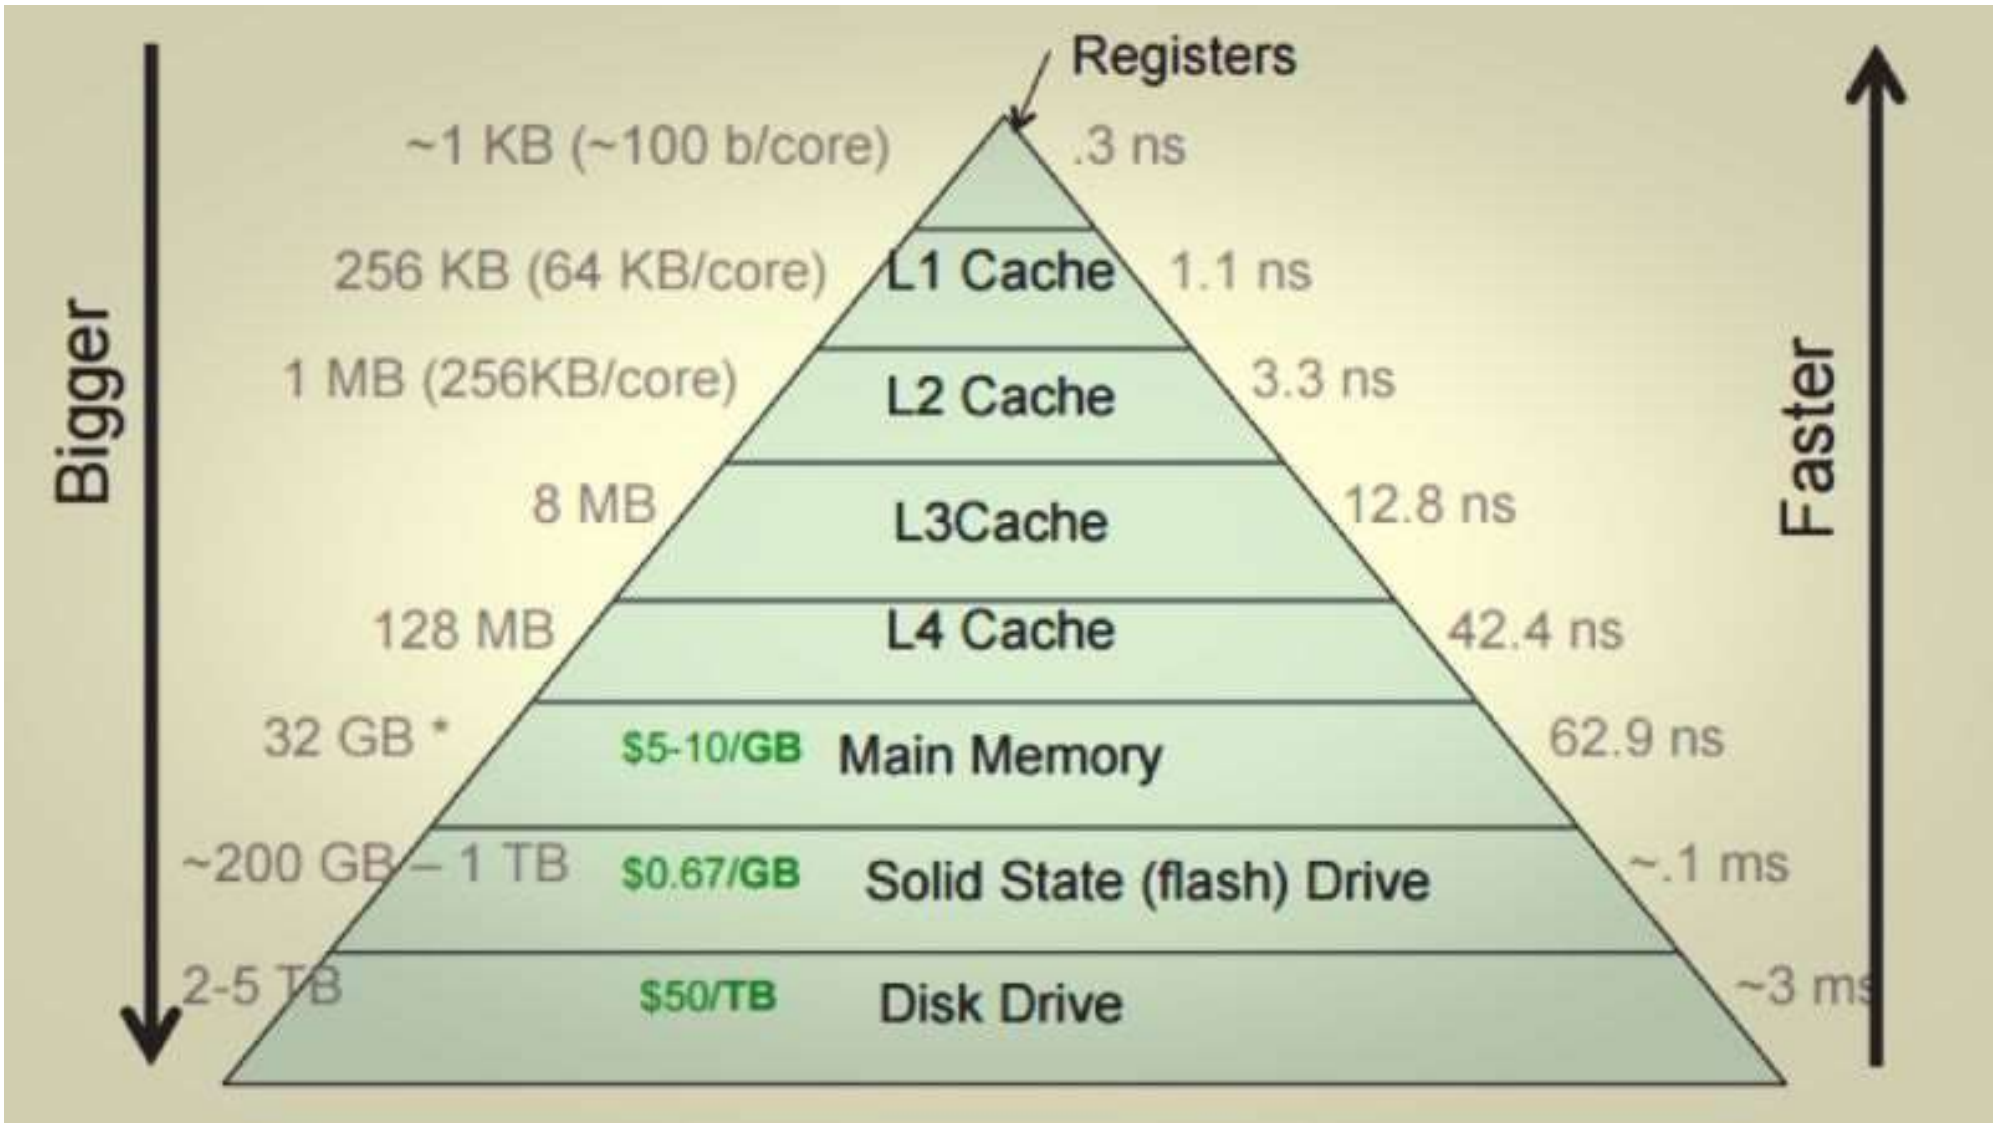 Registers
~1 KB (~100 b/core)
.3 ns
256 KB (64 KB/core)
L1 Cache
1.1 ns
1 MB (256KB/core)
L2 Cache
3.3 ns
8 MB
L3Cache
12.8 ns
128 MB
L4 Cache
42.4 ns
32 GB *
$5-10/GB
Main Memory
62.9 ns
~200 GB – 1 TB
$0.67/GB
Solid State (flash) Drive
~.1 ms
2-5 TB
$50/TB
Disk Drive
~3 ms
Bigger
Faster